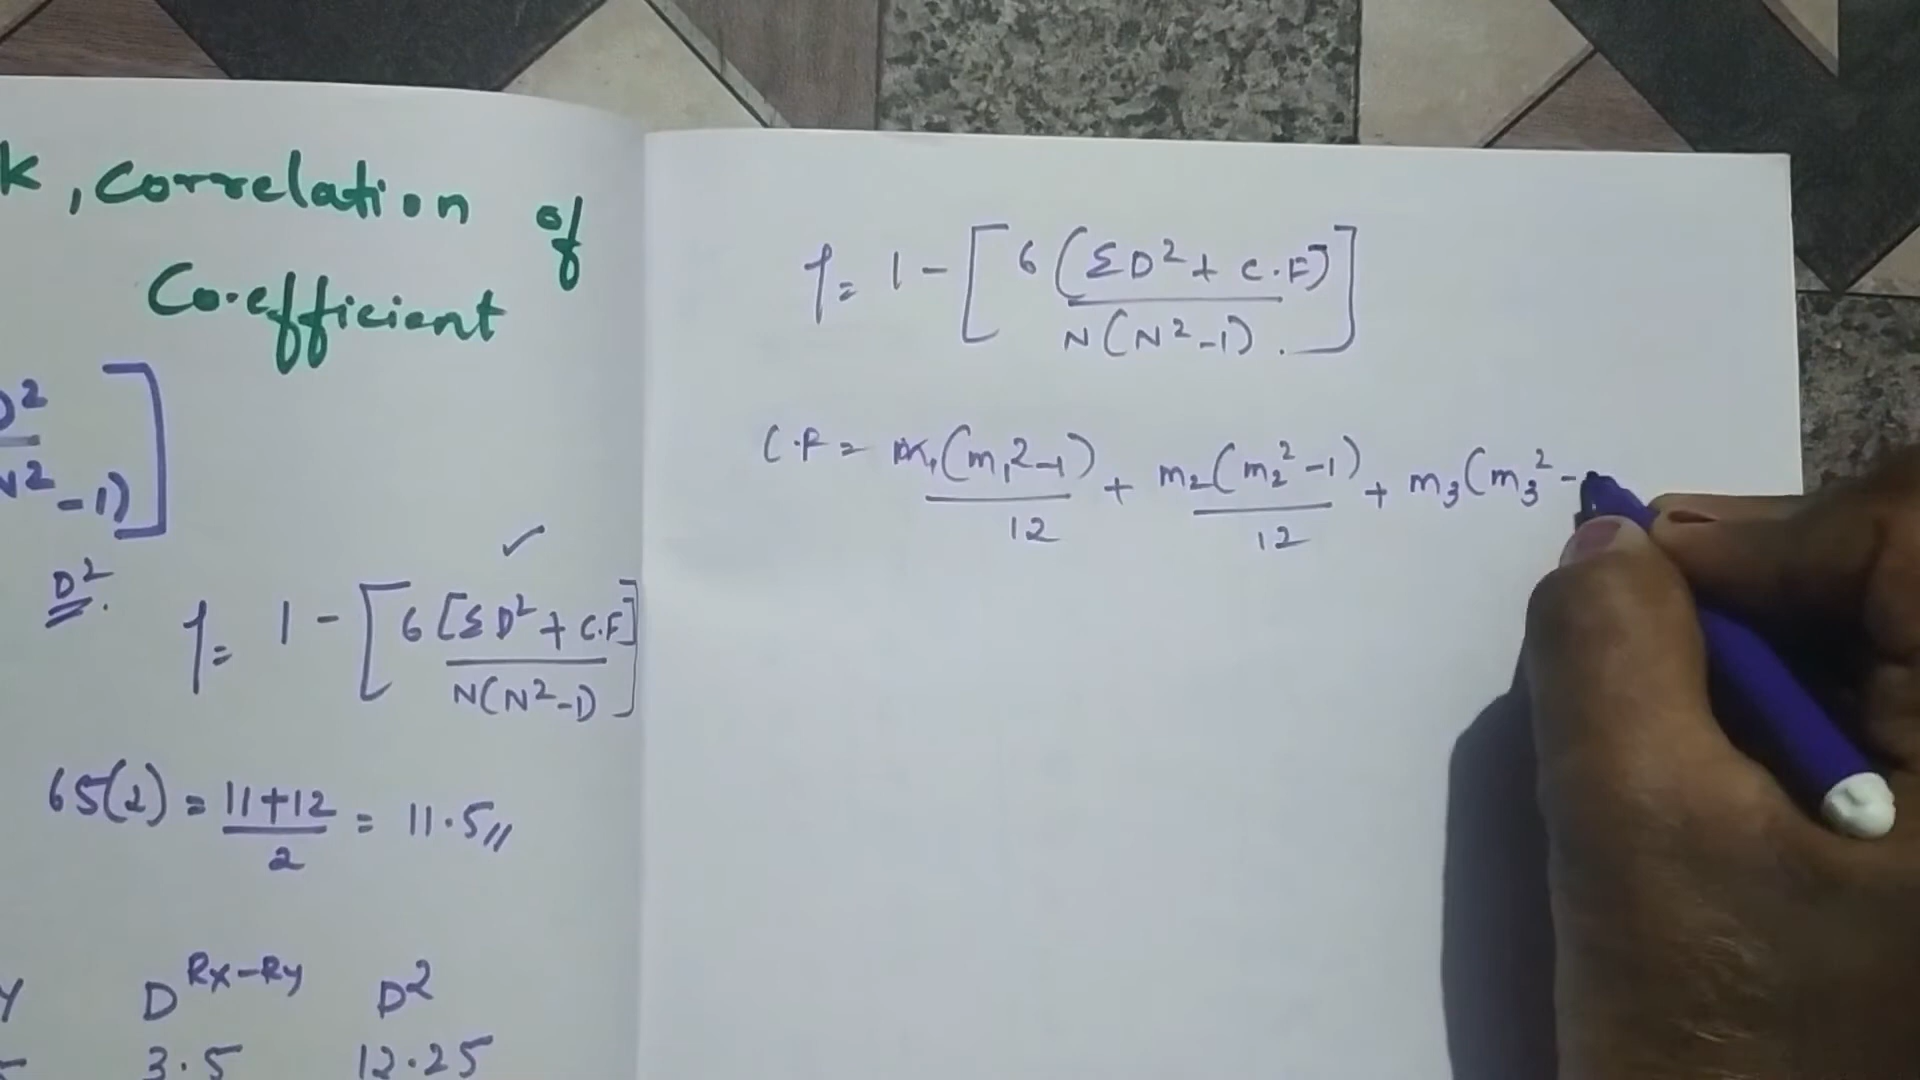 k, correlation of
Co.efficient
D²
N² -1)]
D².
ρ = 1 - [6 [ΣD² + C.F] / N(N²-1)]
65(2) = 11+12 / 2 = 11.5//
Y D Rx-Ry D²
3.5 12.25
ρ = 1 - [6 (ΣD² + C.F) / N(N²-1).]
C.F = m₁(m₁²-1) / 12 + m₂(m₂²-1) / 12 + m₃(m₃² -